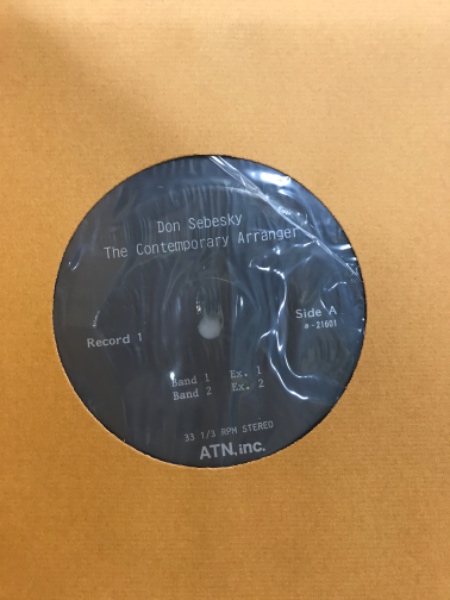 Don Sebesky
The Contemporary Arranger
Side A
Record 1
Band 1 Ex. 1
Band 2 Ex. 2
33 1/3 RPM STEREO
ATN, inc.